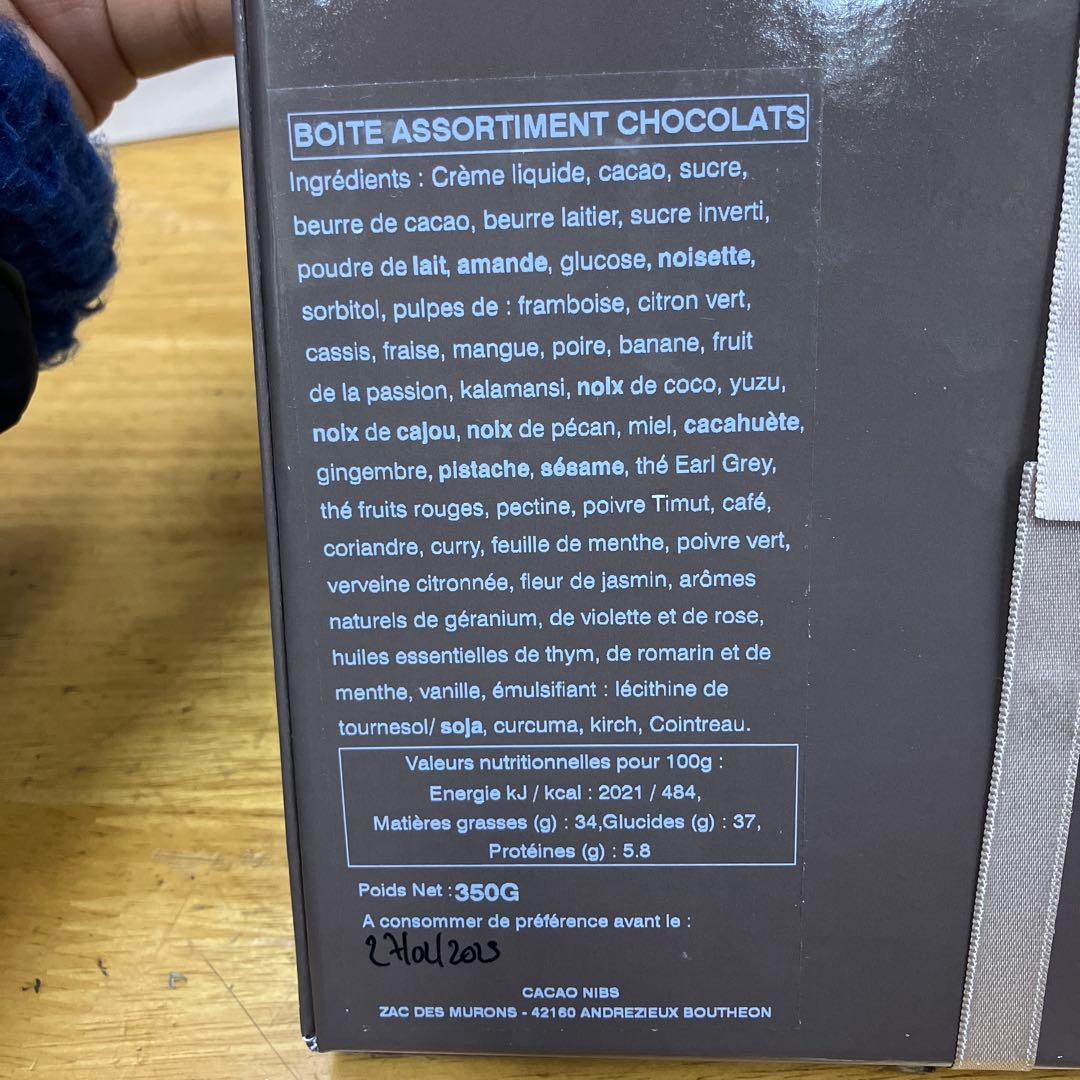 BOITE ASSORTIMENT CHOCOLATS
Ingrédients : Crème liquide, cacao, sucre,
beurre de cacao, beurre laitier, sucre inverti,
poudre de lait, amande, glucose, noisette,
sorbitol, pulpes de : framboise, citron vert,
cassis, fraise, mangue, poire, banane, fruit
de la passion, kalamansi, noix de coco, yuzu,
noix de cajou, noix de pécan, miel, cacahuète,
gingembre, pistache, sésame, thé Earl Grey,
thé fruits rouges, pectine, poivre Timut, café,
coriandre, curry, feuille de menthe, poivre vert,
verveine citronnée, fleur de jasmin, arômes
naturels de géranium, de violette et de rose,
huiles essentielles de thym, de romarin et de
menthe, vanille, émulsifiant : lécithine de
tournesol/ soja, curcuma, kirch, Cointreau.
Valeurs nutritionnelles pour 100g :
Energie kJ / kcal : 2021 / 484,
Matières grasses (g) : 34,Glucides (g) : 37,
Protéines (g) : 5.8
Poids Net :350G
A consommer de préférence avant le :
CACAO NIBS
ZAC DES MURONS - 42160 ANDREZIEUX BOUTHEON